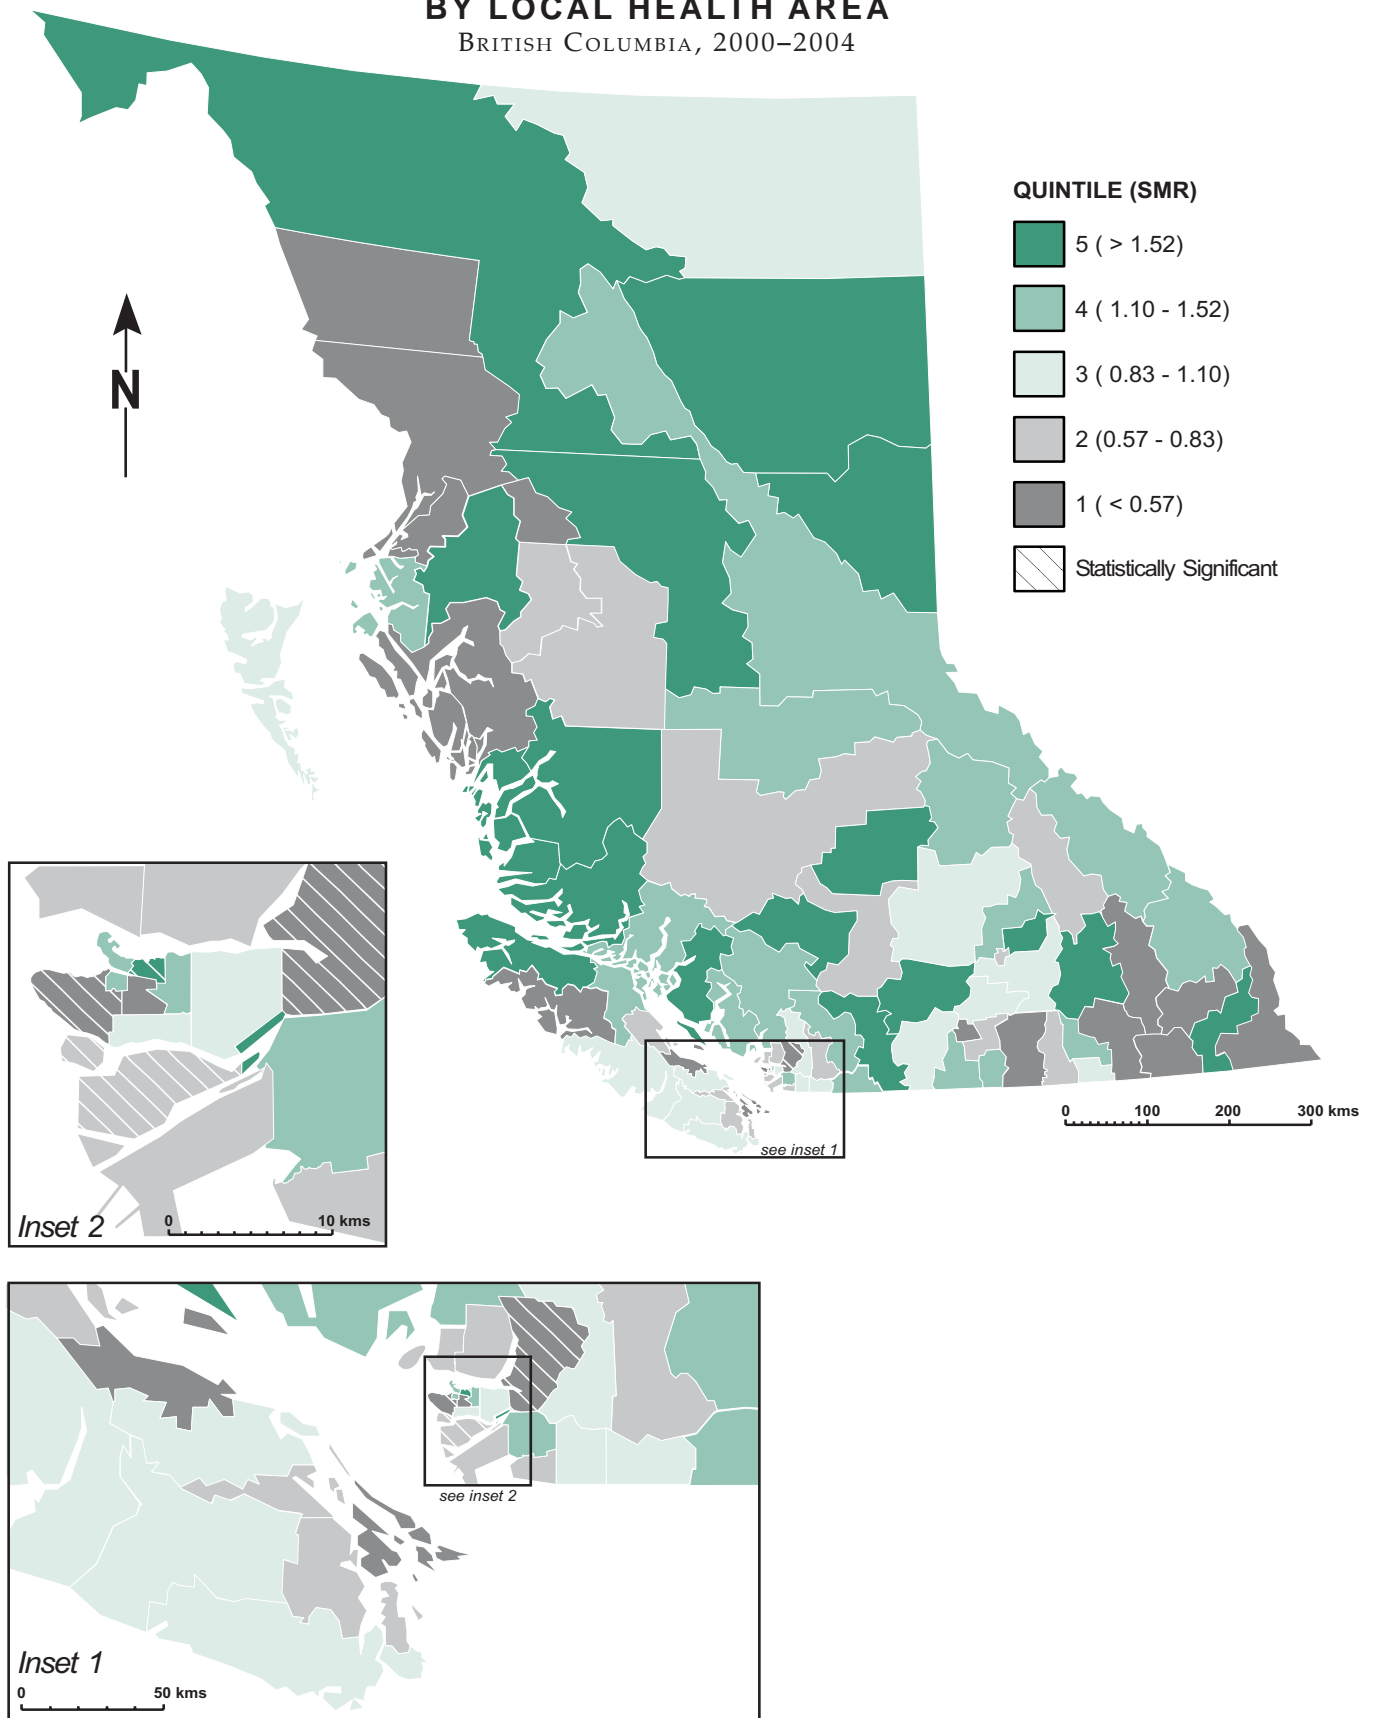 BY LOCAL HEALTH AREA
British Columbia, 2000–2004
QUINTILE (SMR)
5 ( > 1.52)
4 ( 1.10 - 1.52)
3 ( 0.83 - 1.10)
2 (0.57 - 0.83)
1 ( < 0.57)
Statistically Significant
N
0 100 200 300 kms
see inset 1
Inset 2
0 10 kms
see inset 2
Inset 1
0 50 kms